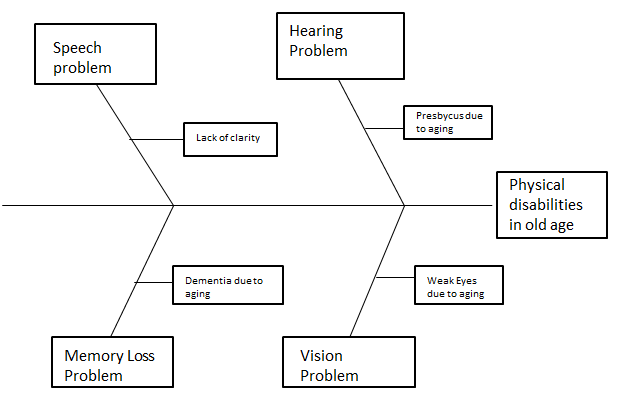 Speech
problem
Hearing
Problem
Lack of clarity
Presbycus due
to aging
Physical
disabilities
in old age
Dementia due to
aging
Weak Eyes
due to aging
Memory Loss
Problem
Vision
Problem